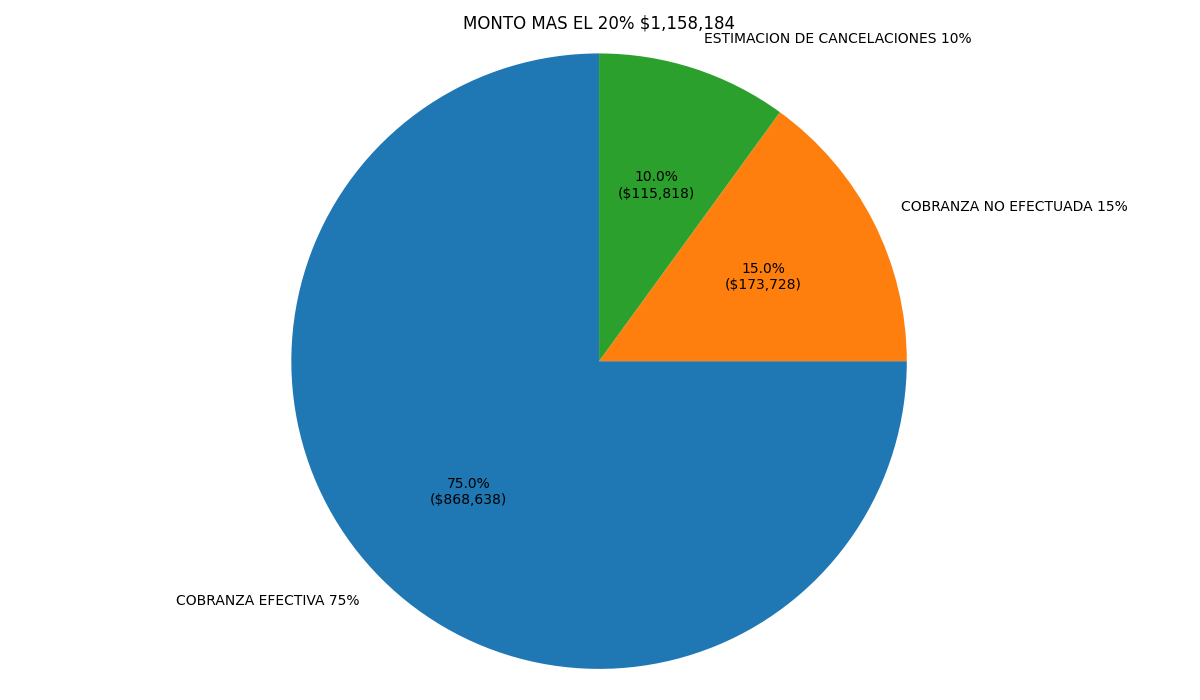 MONTO MAS EL 20% $1,158,184
ESTIMACION DE CANCELACIONES 10%
10.0%
($115,818)
COBRANZA NO EFECTUADA 15%
15.0%
($173,728)
75.0%
($868,638)
COBRANZA EFECTIVA 75%